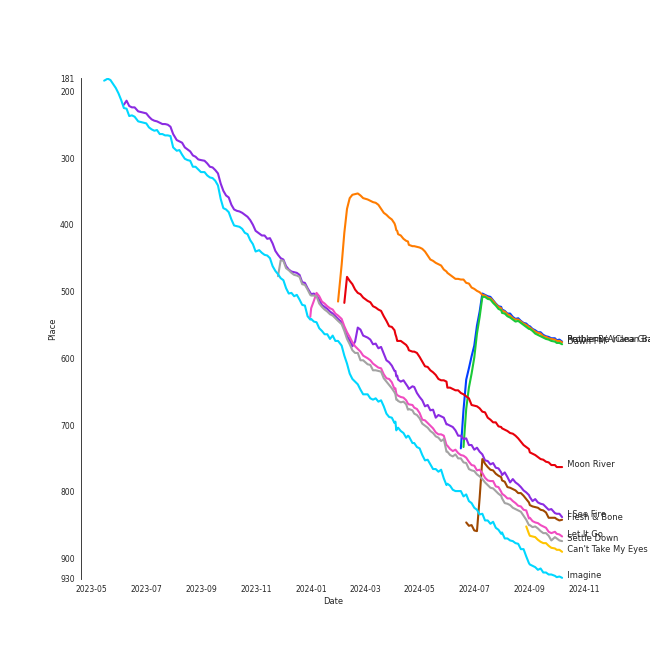 181
200
300
400
500
600
700
800
900
930
Place
2023-05
2023-07
2023-09
2023-11
2024-01
2024-03
2024-05
2024-07
2024-09
2024-11
Date
Moon River
I See Fire
Flesh & Bone
Let It Go
Settle Down
Can't Take My Eyes
Imagine